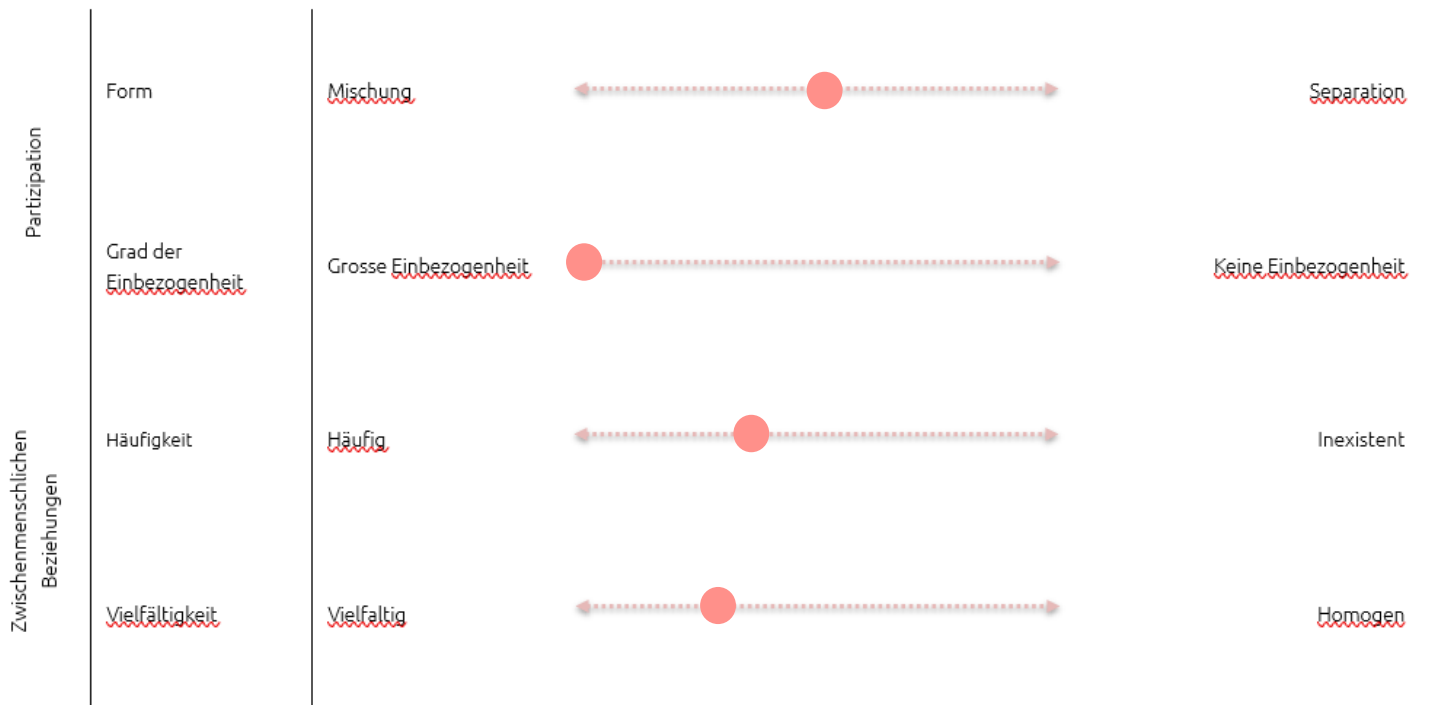 Partizipation
Form
Mischung
Separation
Grad der
Einbezogenheit
Grosse Einbezogenheit
Keine Einbezogenheit
Zwischenmenschlichen
Beziehungen
Häufigkeit
Häufig
Inexistent
Vielfältigkeit
Vielfaltig
Homogen